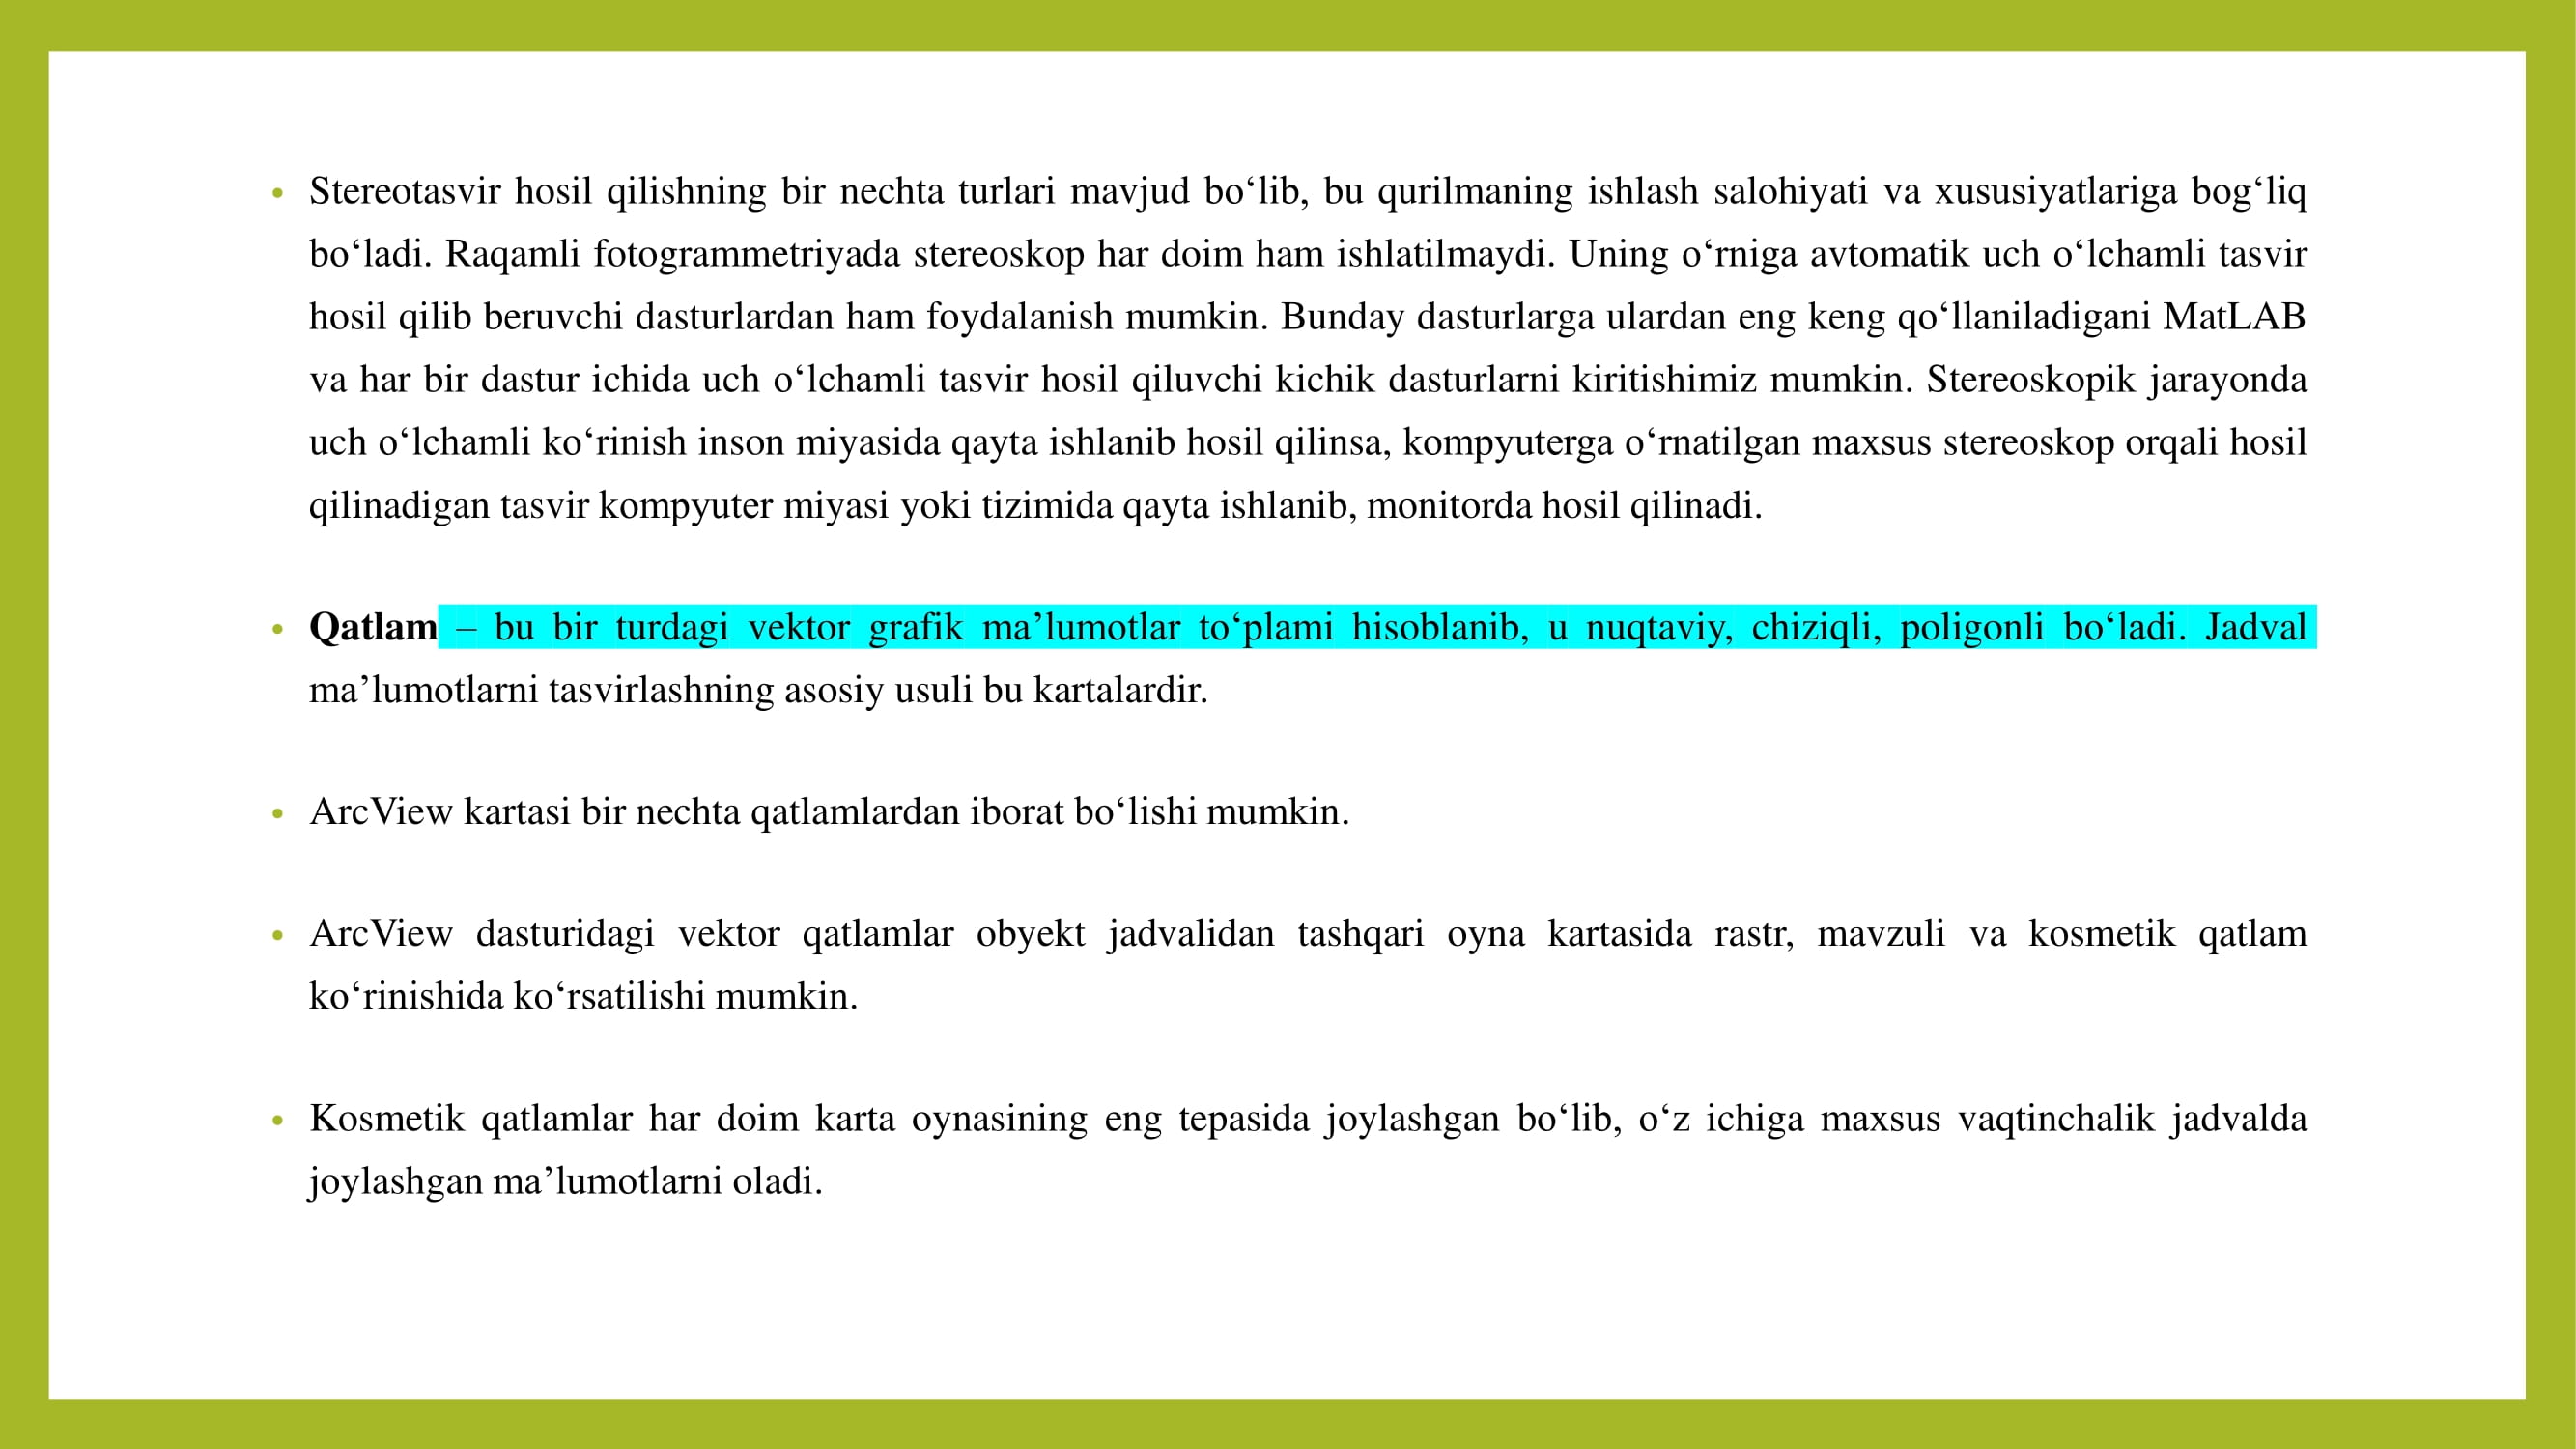 • Stereotasvir hosil qilishning bir nechta turlari mavjud bo‘lib, bu qurilmaning ishlash salohiyati va xususiyatlariga bog‘liq
bo‘ladi. Raqamli fotogrammetriyada stereoskop har doim ham ishlatilmaydi. Uning o‘rniga avtomatik uch o‘lchamli tasvir
hosil qilib beruvchi dasturlardan ham foydalanish mumkin. Bunday dasturlarga ulardan eng keng qo‘llaniladigani MatLAB
va har bir dastur ichida uch o‘lchamli tasvir hosil qiluvchi kichik dasturlarni kiritishimiz mumkin. Stereoskopik jarayonda
uch o‘lchamli ko‘rinish inson miyasida qayta ishlanib hosil qilinsa, kompyuterga o‘rnatilgan maxsus stereoskop orqali hosil
qilinadigan tasvir kompyuter miyasi yoki tizimida qayta ishlanib, monitorda hosil qilinadi.
• Qatlam – bu bir turdagi vektor grafik ma’lumotlar to‘plami hisoblanib, u nuqtaviy, chiziqli, poligonli bo‘ladi. Jadval
ma’lumotlarni tasvirlashning asosiy usuli bu kartalardir.
• ArcView kartasi bir nechta qatlamlardan iborat bo‘lishi mumkin.
• ArcView dasturidagi vektor qatlamlar obyekt jadvalidan tashqari oyna kartasida rastr, mavzuli va kosmetik qatlam
ko‘rinishida ko‘rsatilishi mumkin.
• Kosmetik qatlamlar har doim karta oynasining eng tepasida joylashgan bo‘lib, o‘z ichiga maxsus vaqtinchalik jadvalda
joylashgan ma’lumotlarni oladi.